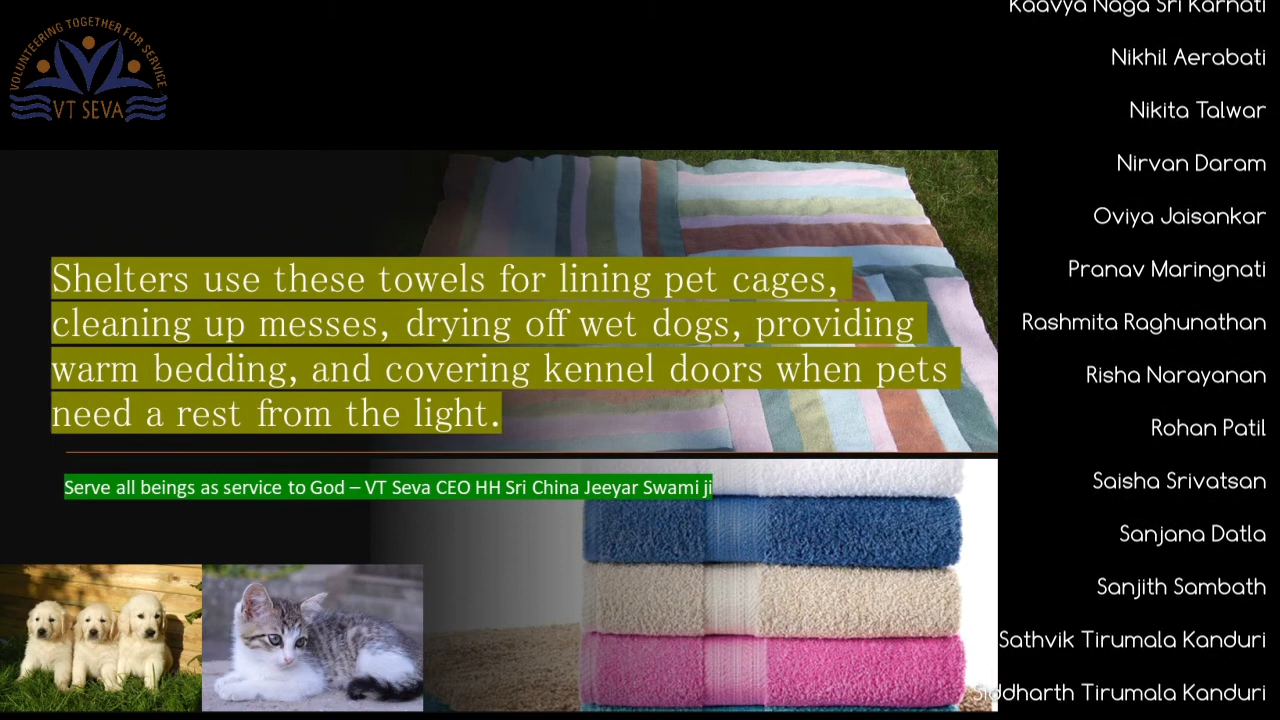 VOLUNTEERING TOGETHER FOR SERVICE
VT SEVA
Shelters use these towels for lining pet cages,
cleaning up messes, drying off wet dogs, providing
warm bedding, and covering kennel doors when pets
need a rest from the light.
Serve all beings as service to God – VT Seva CEO HH Sri China Jeeyar Swami ji
Kaavya Naga Sri Karnati
Nikhil Aerabati
Nikita Talwar
Nirvan Daram
Oviya Jaisankar
Pranav Maringnati
Rashmita Raghunathan
Risha Narayanan
Rohan Patil
Saisha Srivatsan
Sanjana Datla
Sanjith Sambath
Sathvik Tirumala Kanduri
Siddharth Tirumala Kanduri